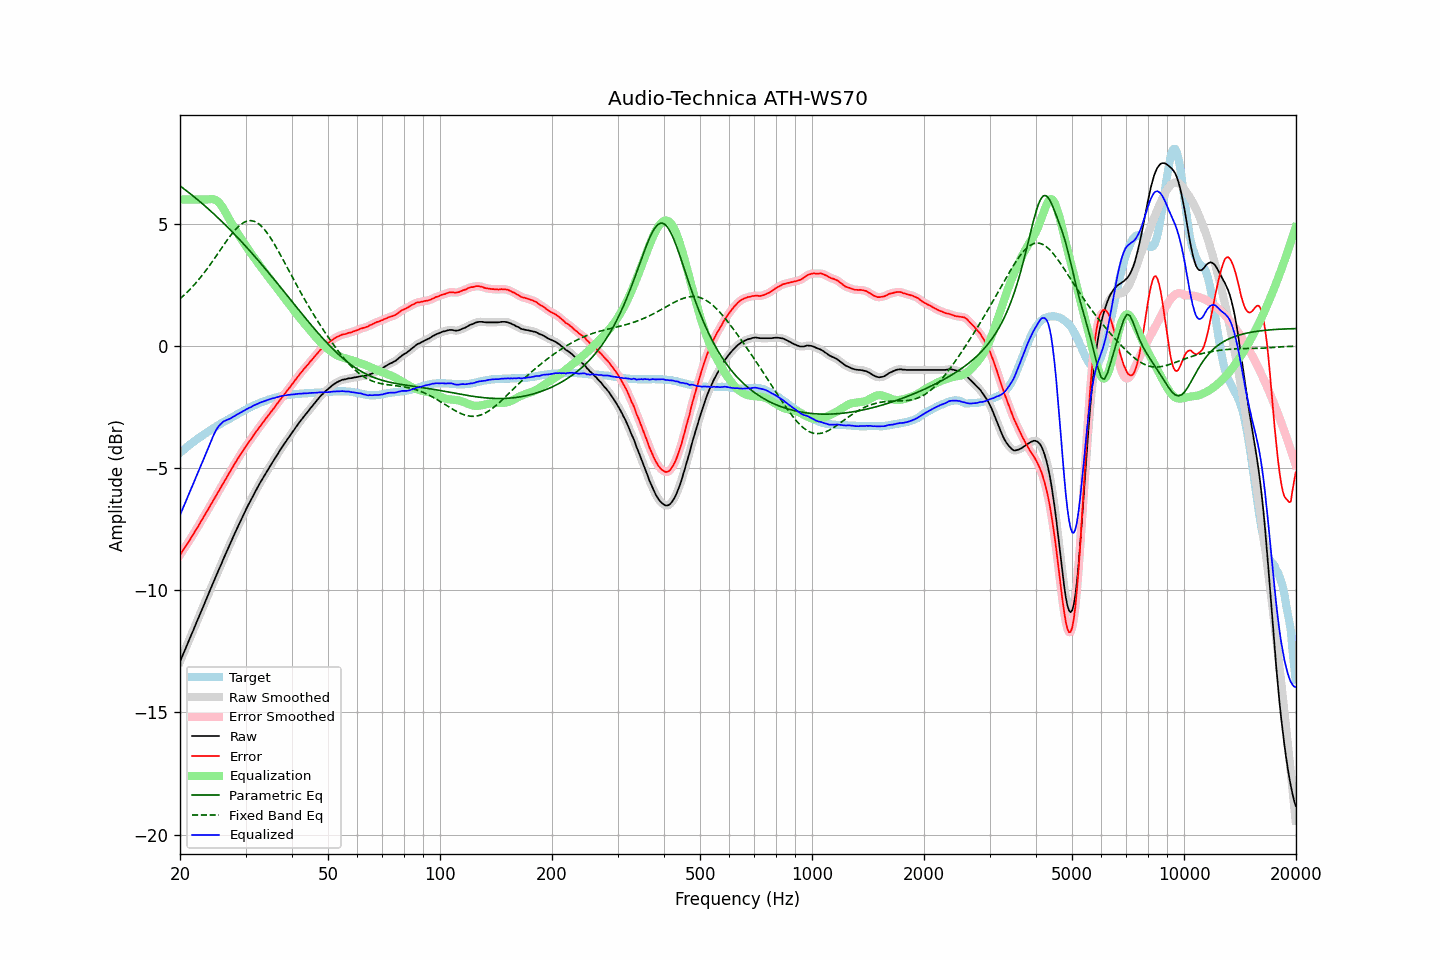 Audio-Technica ATH-WS70
Amplitude (dBr)
5
0
−5
−10
−15
−20
Target
Raw Smoothed
Error Smoothed
Raw
Error
Equalization
Parametric Eq
Fixed Band Eq
Equalized
20 50 100 200 500 1000 2000 5000 10000 20000
Frequency (Hz)